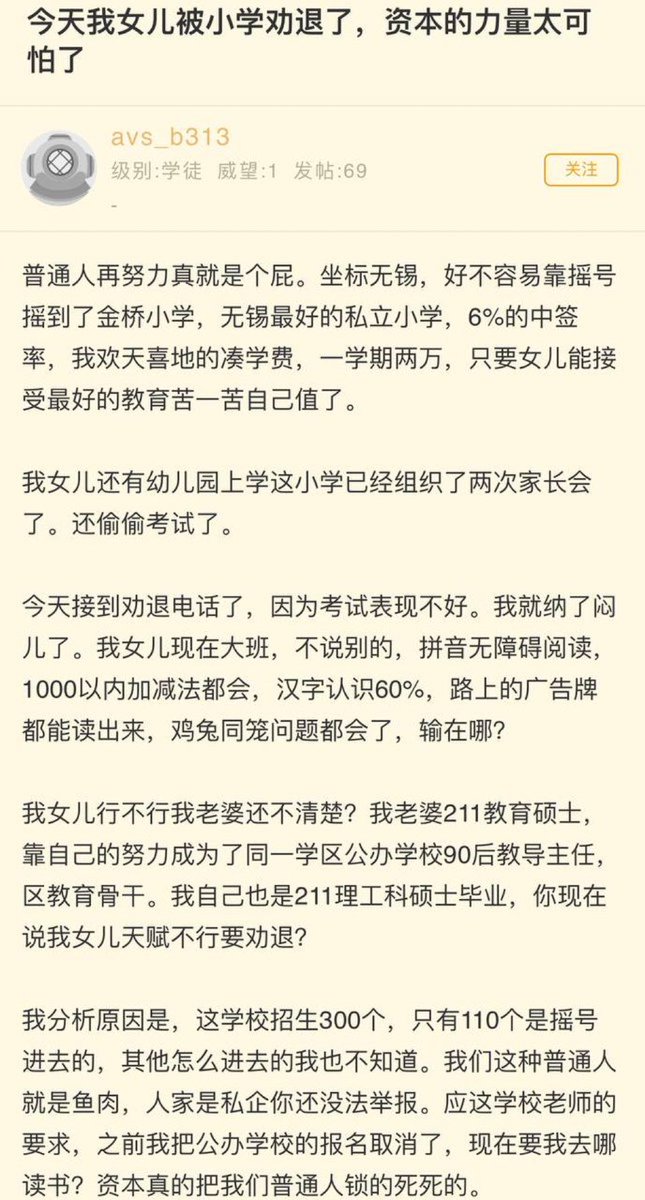 今天我女儿被小学劝退了，资本的力量太可
怕了
avs_b313
级别:学徒 威望:1 发帖:69
关注
-
普通人再努力真就是个屁。坐标无锡，好不容易靠摇号
摇到了金桥小学，无锡最好的私立小学，6%的中签
率，我欢天喜地的凑学费，一学期两万，只要女儿能接
受最好的教育苦一苦自己值了。
我女儿还有幼儿园上学这小学已经组织了两次家长会
了。还偷偷考试了。
今天接到劝退电话了，因为考试表现不好。我就纳了闷
儿了。我女儿现在大班，不说别的，拼音无障碍阅读，
1000以内加减法都会，汉字认识60%，路上的广告牌
都能读出来，鸡兔同笼问题都会了，输在哪？
我女儿行不行我老婆还不清楚？我老婆211教育硕士，
靠自己的努力成为了同一学区公办学校90后教导主任，
区教育骨干。我自己也是211理工科硕士毕业，你现在
说我女儿天赋不行要劝退？
我分析原因是，这学校招生300个，只有110个是摇号
进去的，其他怎么进去的我也不知道。我们这种普通人
就是鱼肉，人家是私企你还没法举报。应这学校老师的
要求，之前我把公办学校的报名取消了，现在要我去哪
读书？资本真的把我们普通人锁的死死的。